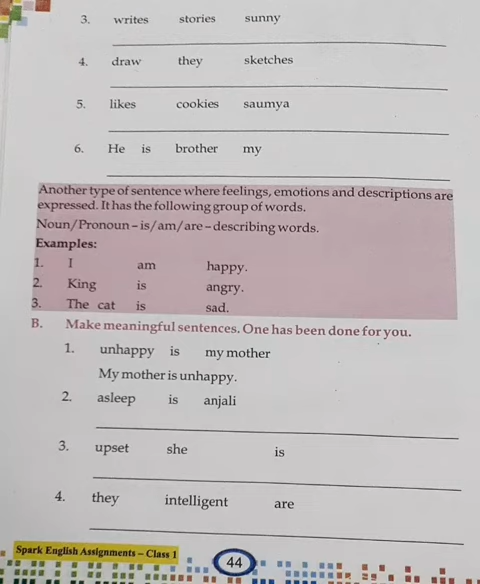 3. writes stories sunny
4. draw they sketches
5. likes cookies saumya
6. He is brother my
Another type of sentence where feelings, emotions and descriptions are
expressed. It has the following group of words.
Noun/Pronoun – is/am/are – describing words.
Examples:
1. I am happy.
2. King is angry.
3. The cat is sad.
B. Make meaningful sentences. One has been done for you.
1. unhappy is my mother
My mother is unhappy.
2. asleep is anjali
3. upset she is
4. they intelligent are
Spark English Assignments – Class 1
44